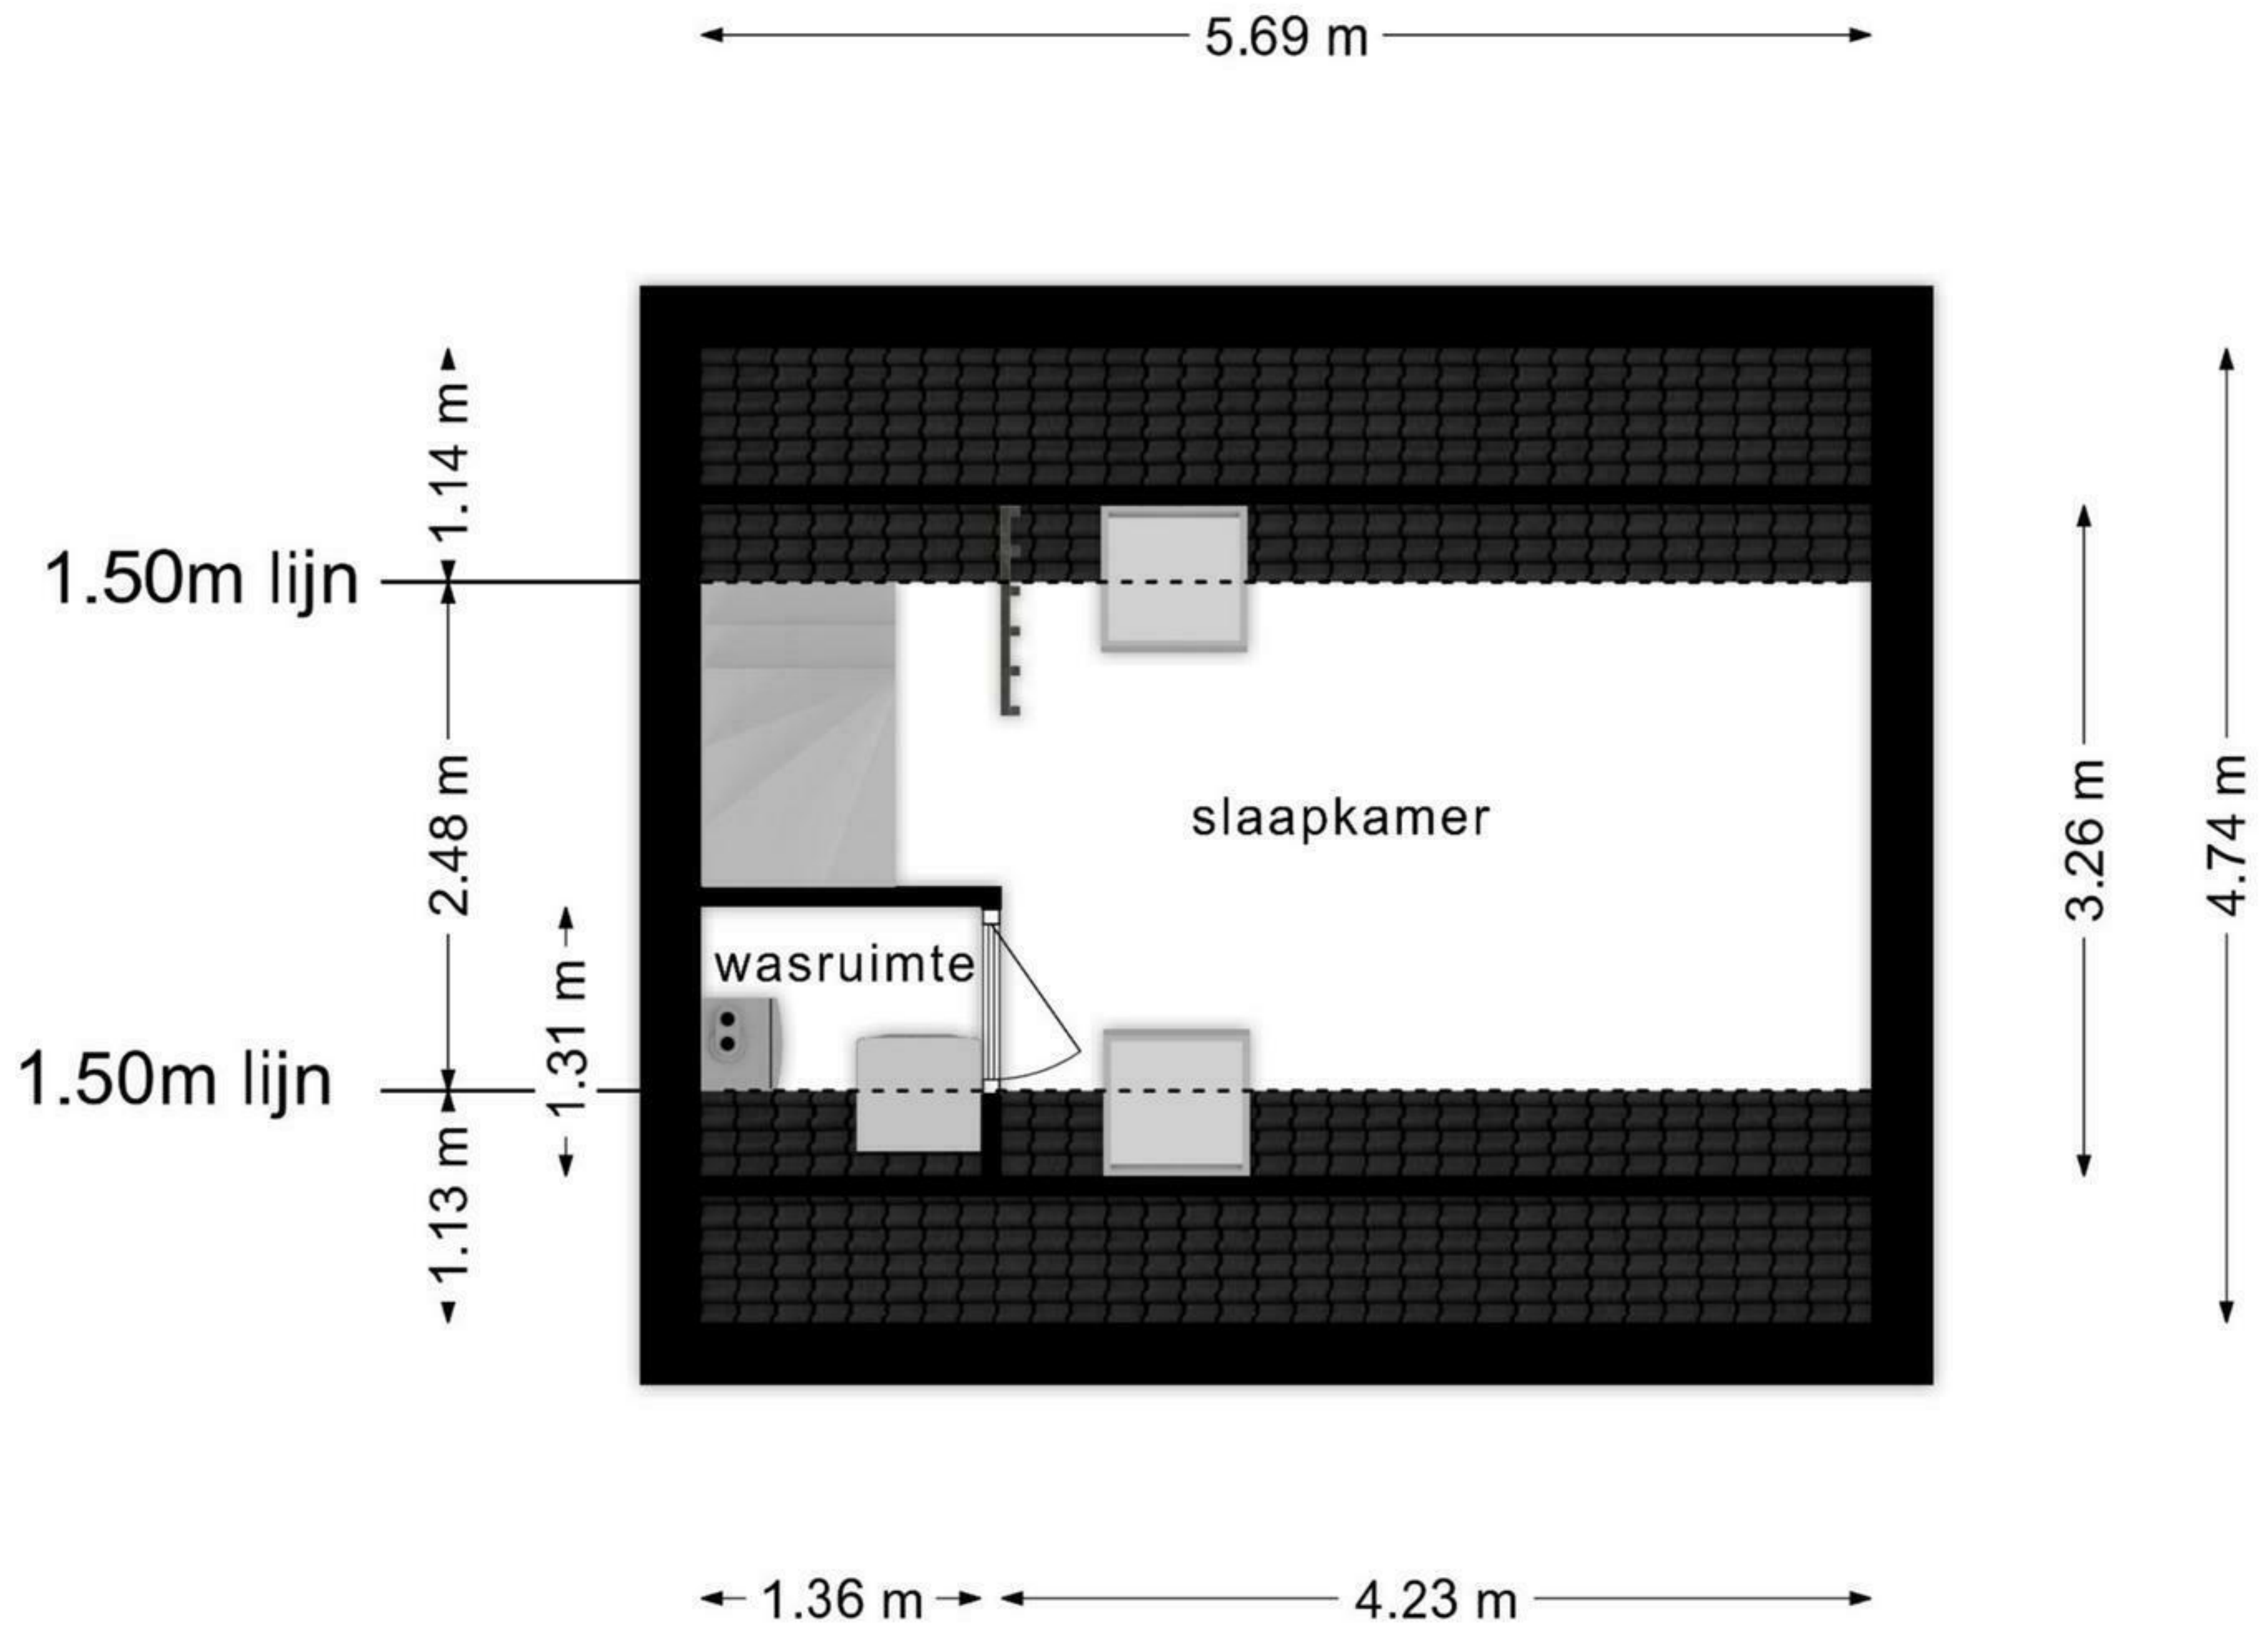 5.69 m
1.14 m
1.50m lijn
2.48 m
slaapkamer
3.26 m
4.74 m
wasruimte
1.31 m
1.50m lijn
1.13 m
1.36 m
4.23 m